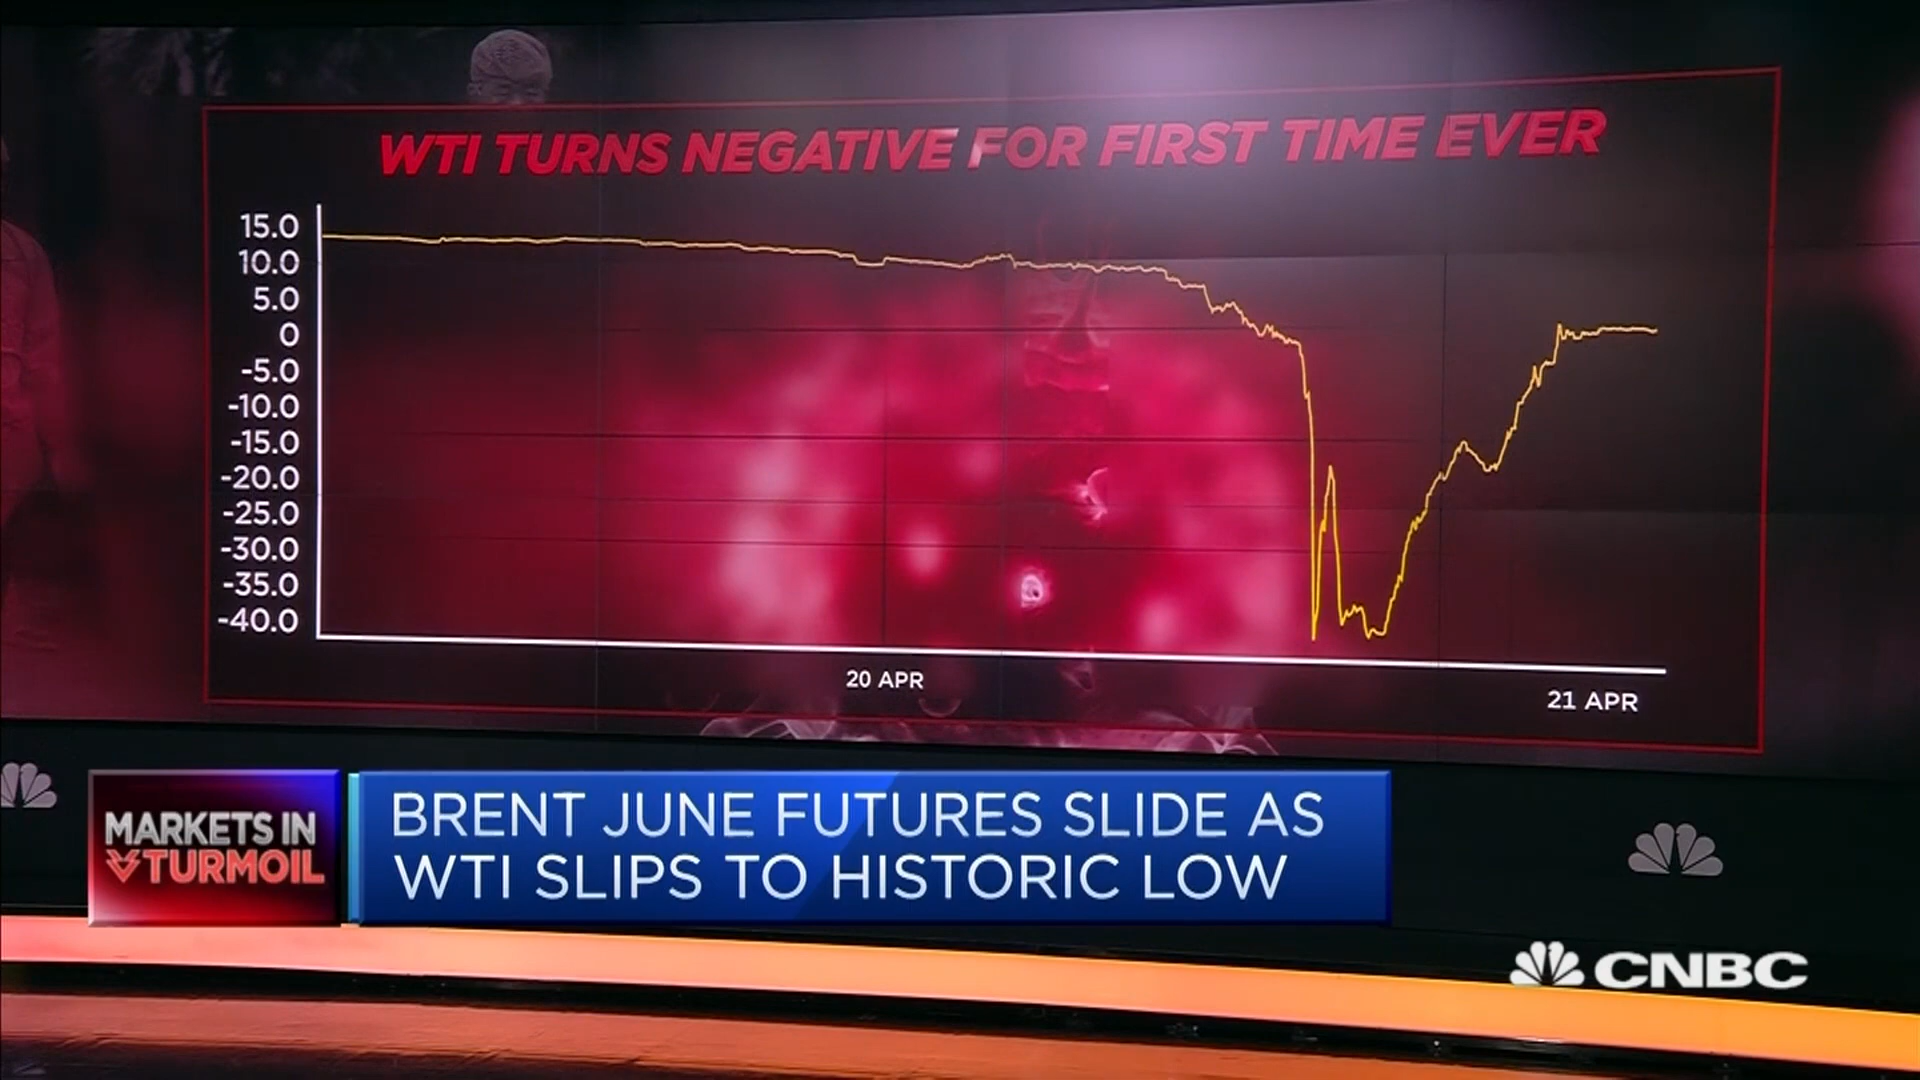 WTI TURNS NEGATIVE FOR FIRST TIME EVER
15.0
10.0
5.0
0
-5.0
-10.0
-15.0
-20.0
-25.0
-30.0
-35.0
-40.0
20 APR
21 APR
MARKETS IN
TURMOIL
BRENT JUNE FUTURES SLIDE AS
WTI SLIPS TO HISTORIC LOW
CNBC